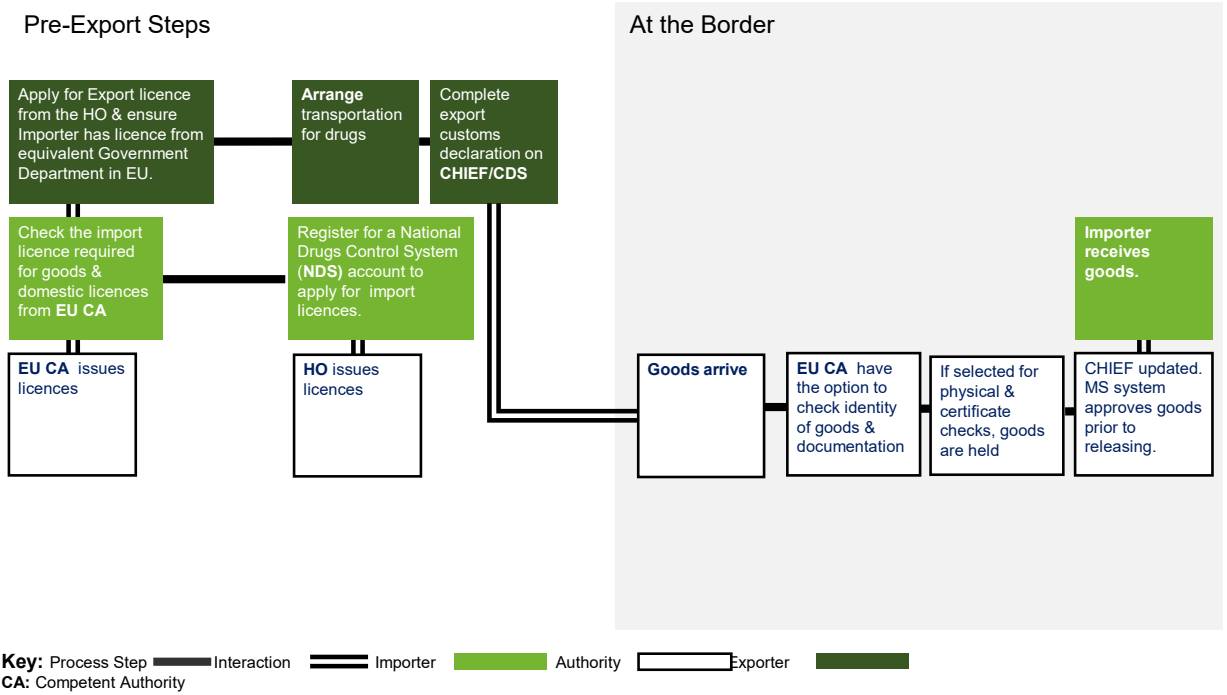 Pre-Export Steps
At the Border
Apply for Export licence
from the HO & ensure
Importer has licence from
equivalent Government
Department in EU.
Arrange
transportation
for drugs
Complete
export
customs
declaration on
CHIEF/CDS
Check the import
licence required
for goods &
domestic licences
from EU CA
Register for a National
Drugs Control System
(NDS) account to
apply for import
licences.
Importer
receives
goods.
EU CA issues
licences
HO issues
licences
Goods arrive
EU CA have
the option to
check identity
of goods &
documentation
If selected for
physical &
certificate
checks, goods
are held
CHIEF updated.
MS system
approves goods
prior to
releasing.
Key: Process Step Interaction Importer Authority Exporter
CA: Competent Authority